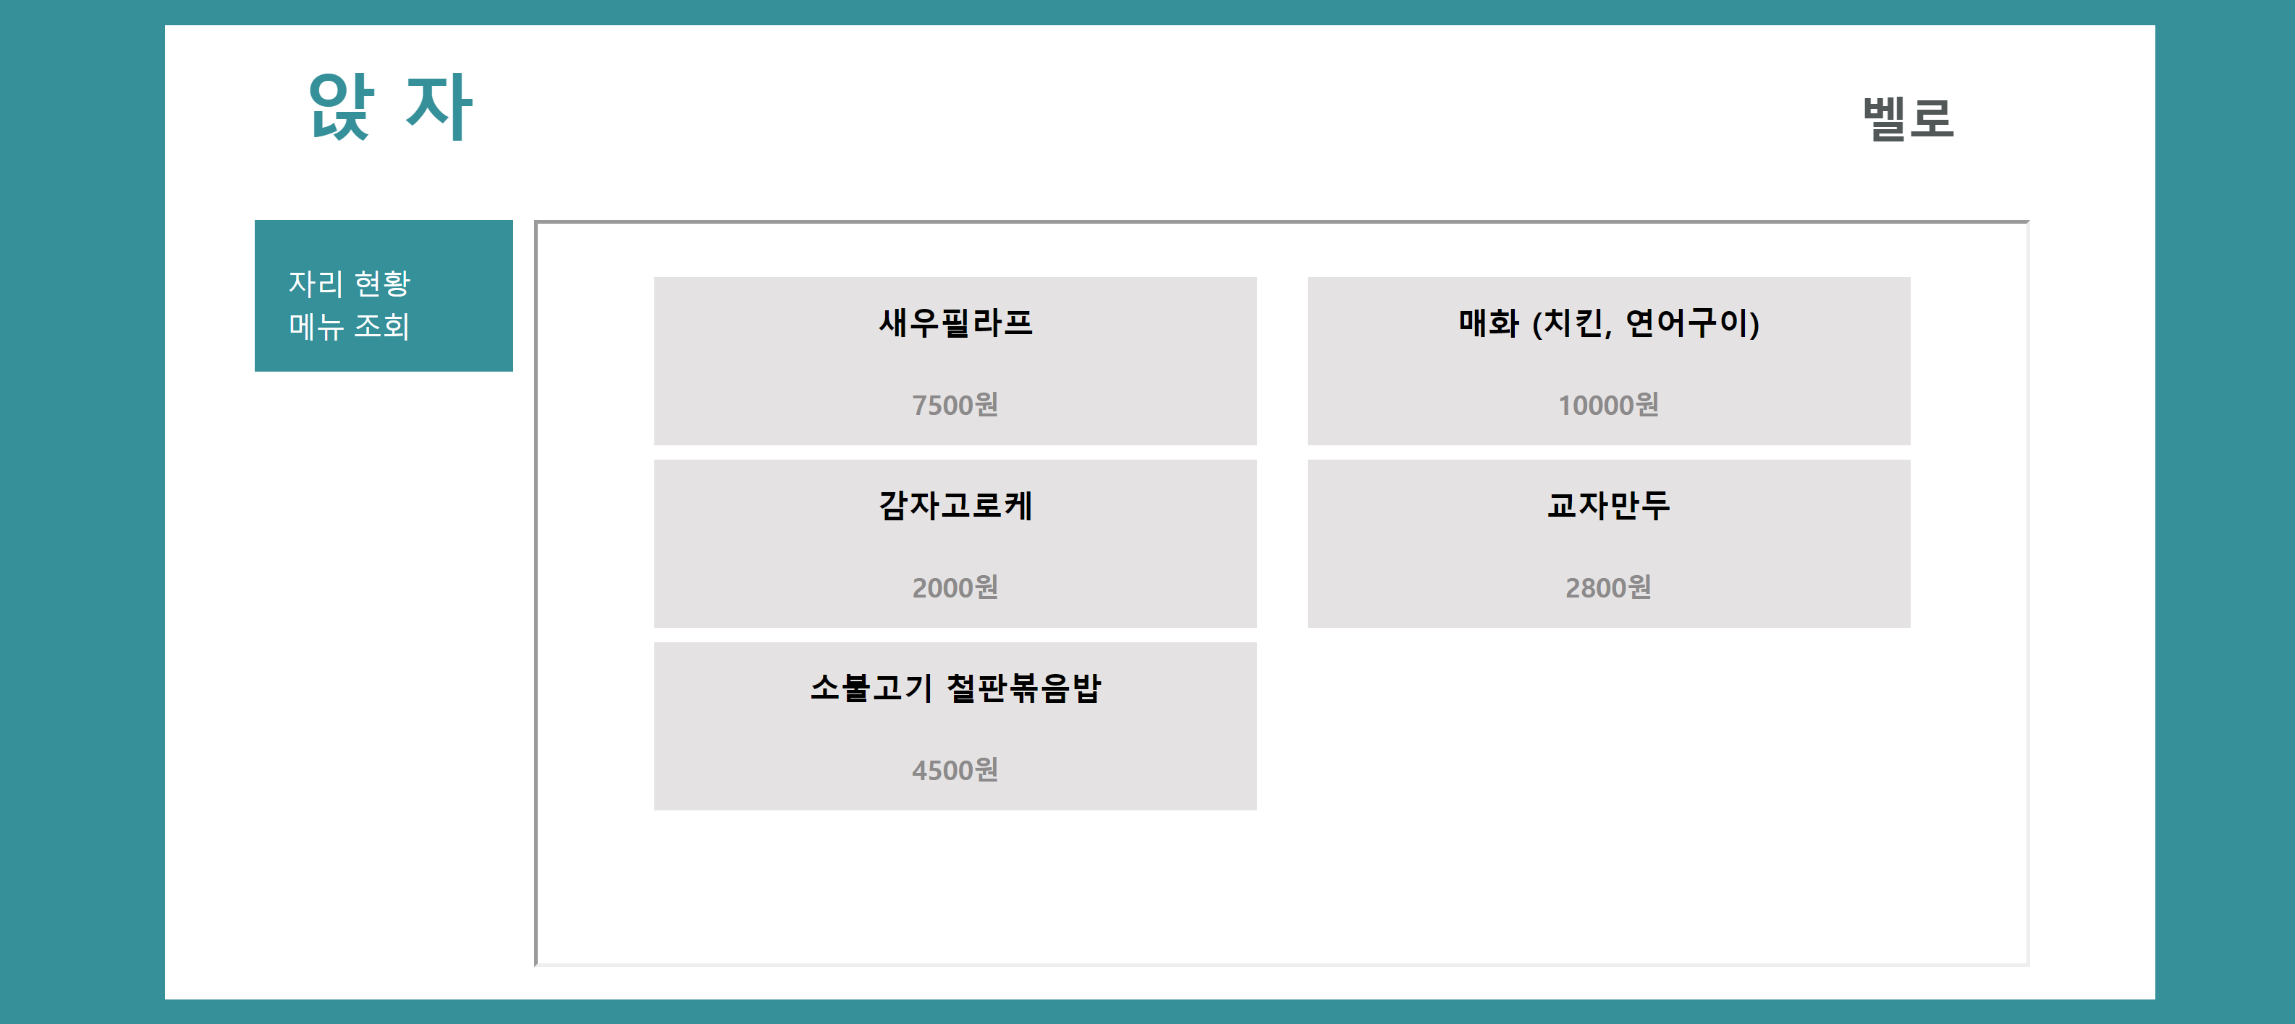 앉 자
벨로
자리 현황
메뉴 조회
새우필라프
7500원
매화 (치킨, 연어구이)
10000원
감자고로케
2000원
교자만두
2800원
소불고기 철판볶음밥
4500원